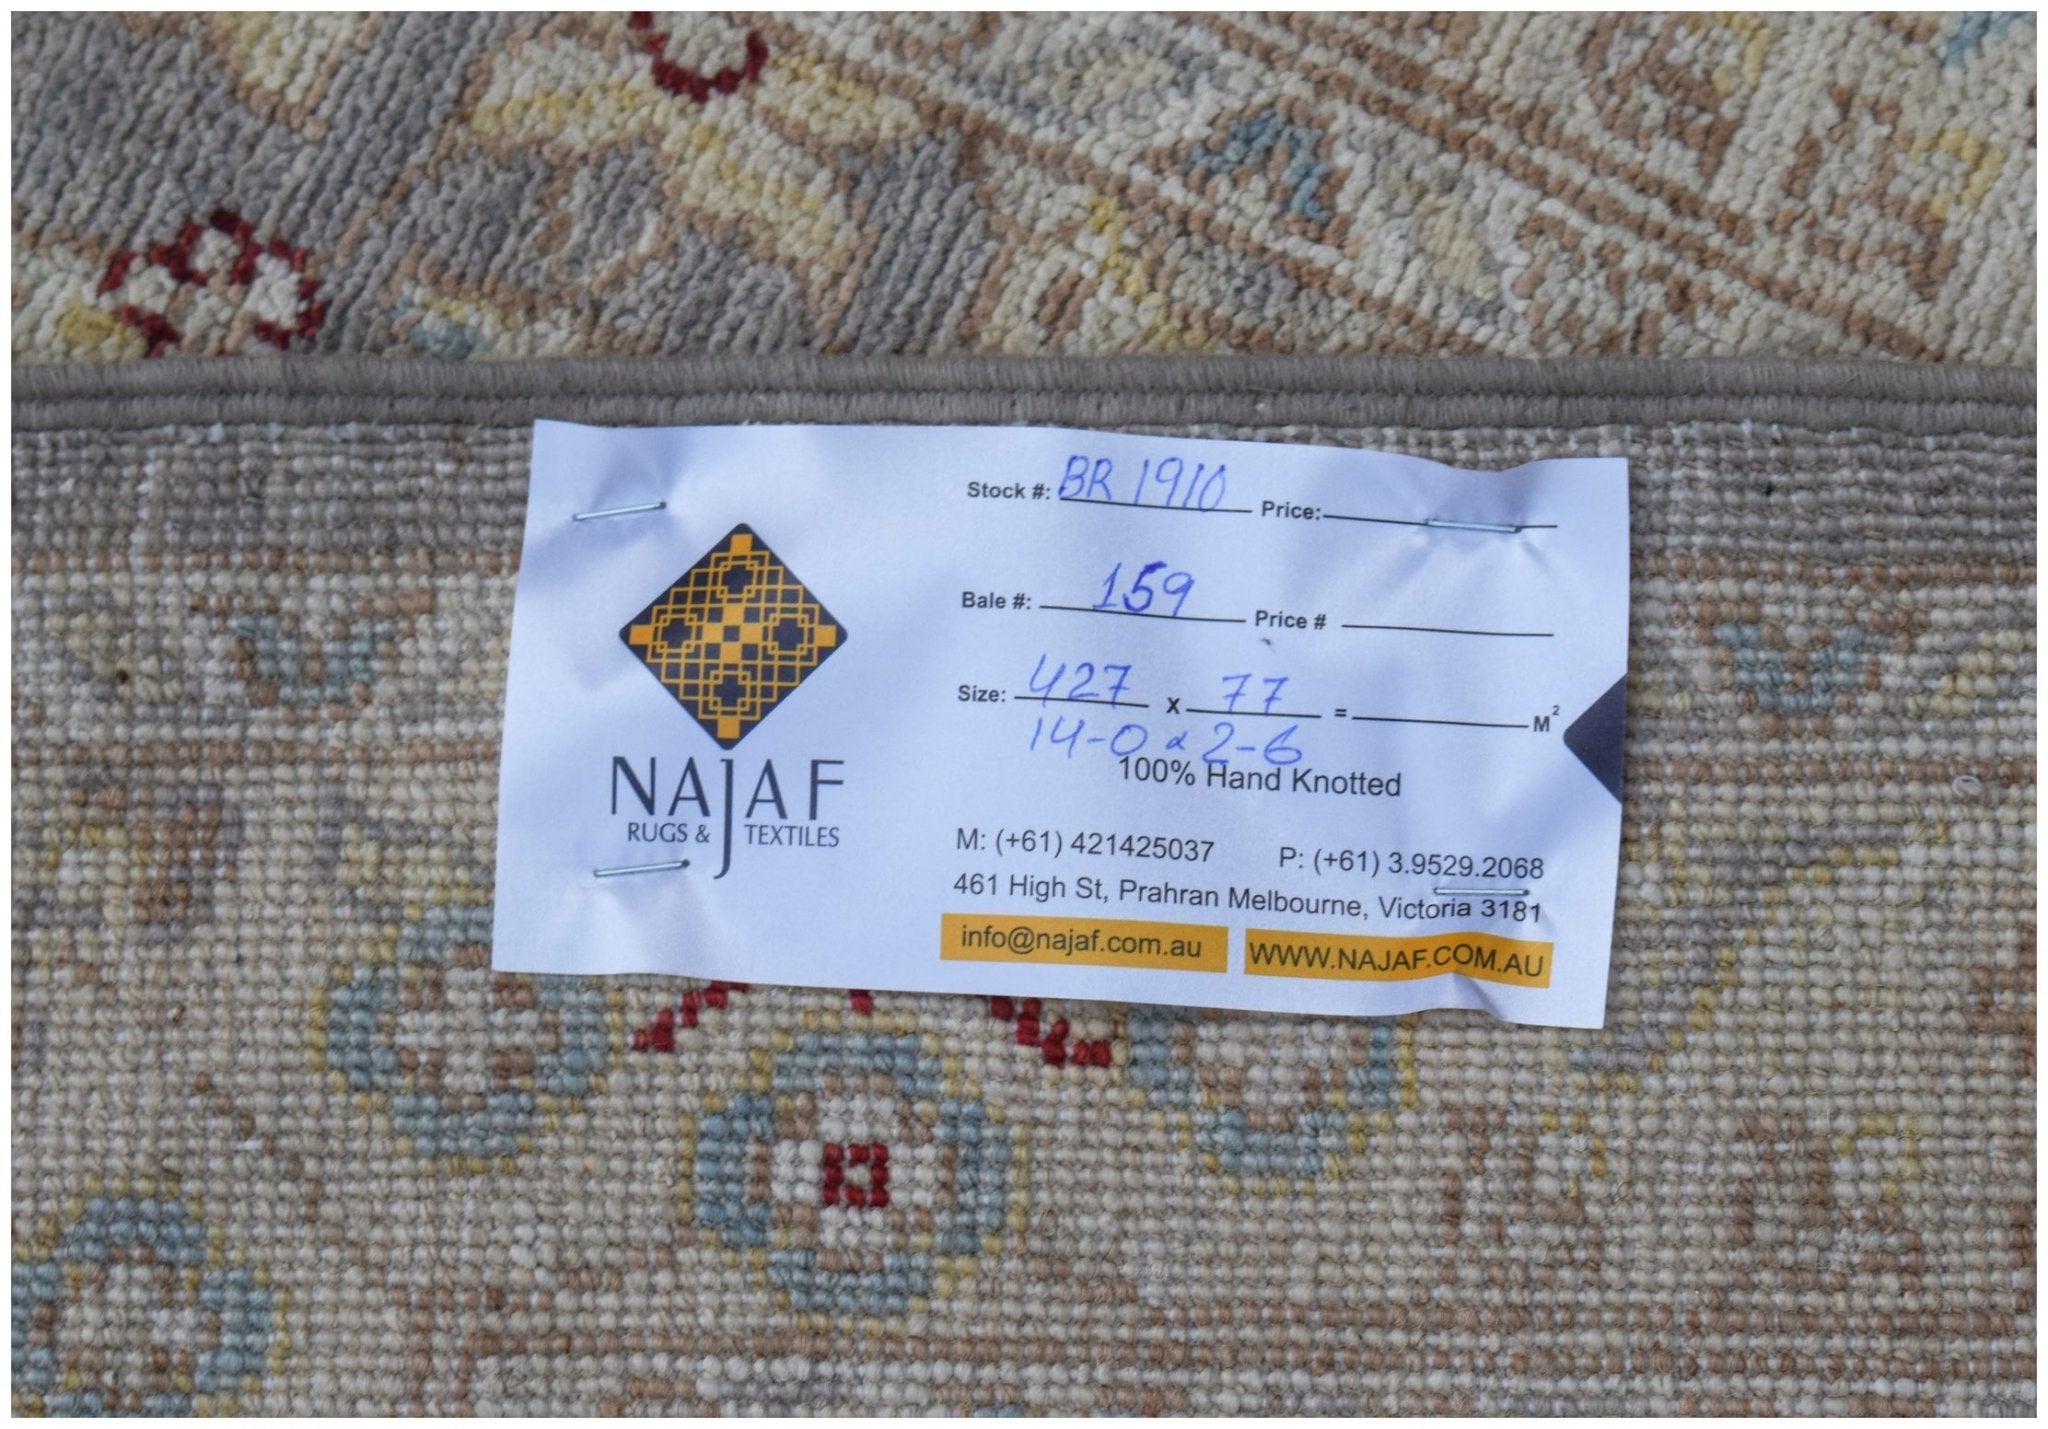 Stock #: BR 1910 Price:
Bale #: 159 Price #
Size: 427 x 77 = M²
14-0 x 2-6
100% Hand Knotted
NAJAF
RUGS & TEXTILES
M: (+61) 421425037 P: (+61) 3.9529.2068
461 High St, Prahran Melbourne, Victoria 3181
info@najaf.com.au WWW.NAJAF.COM.AU